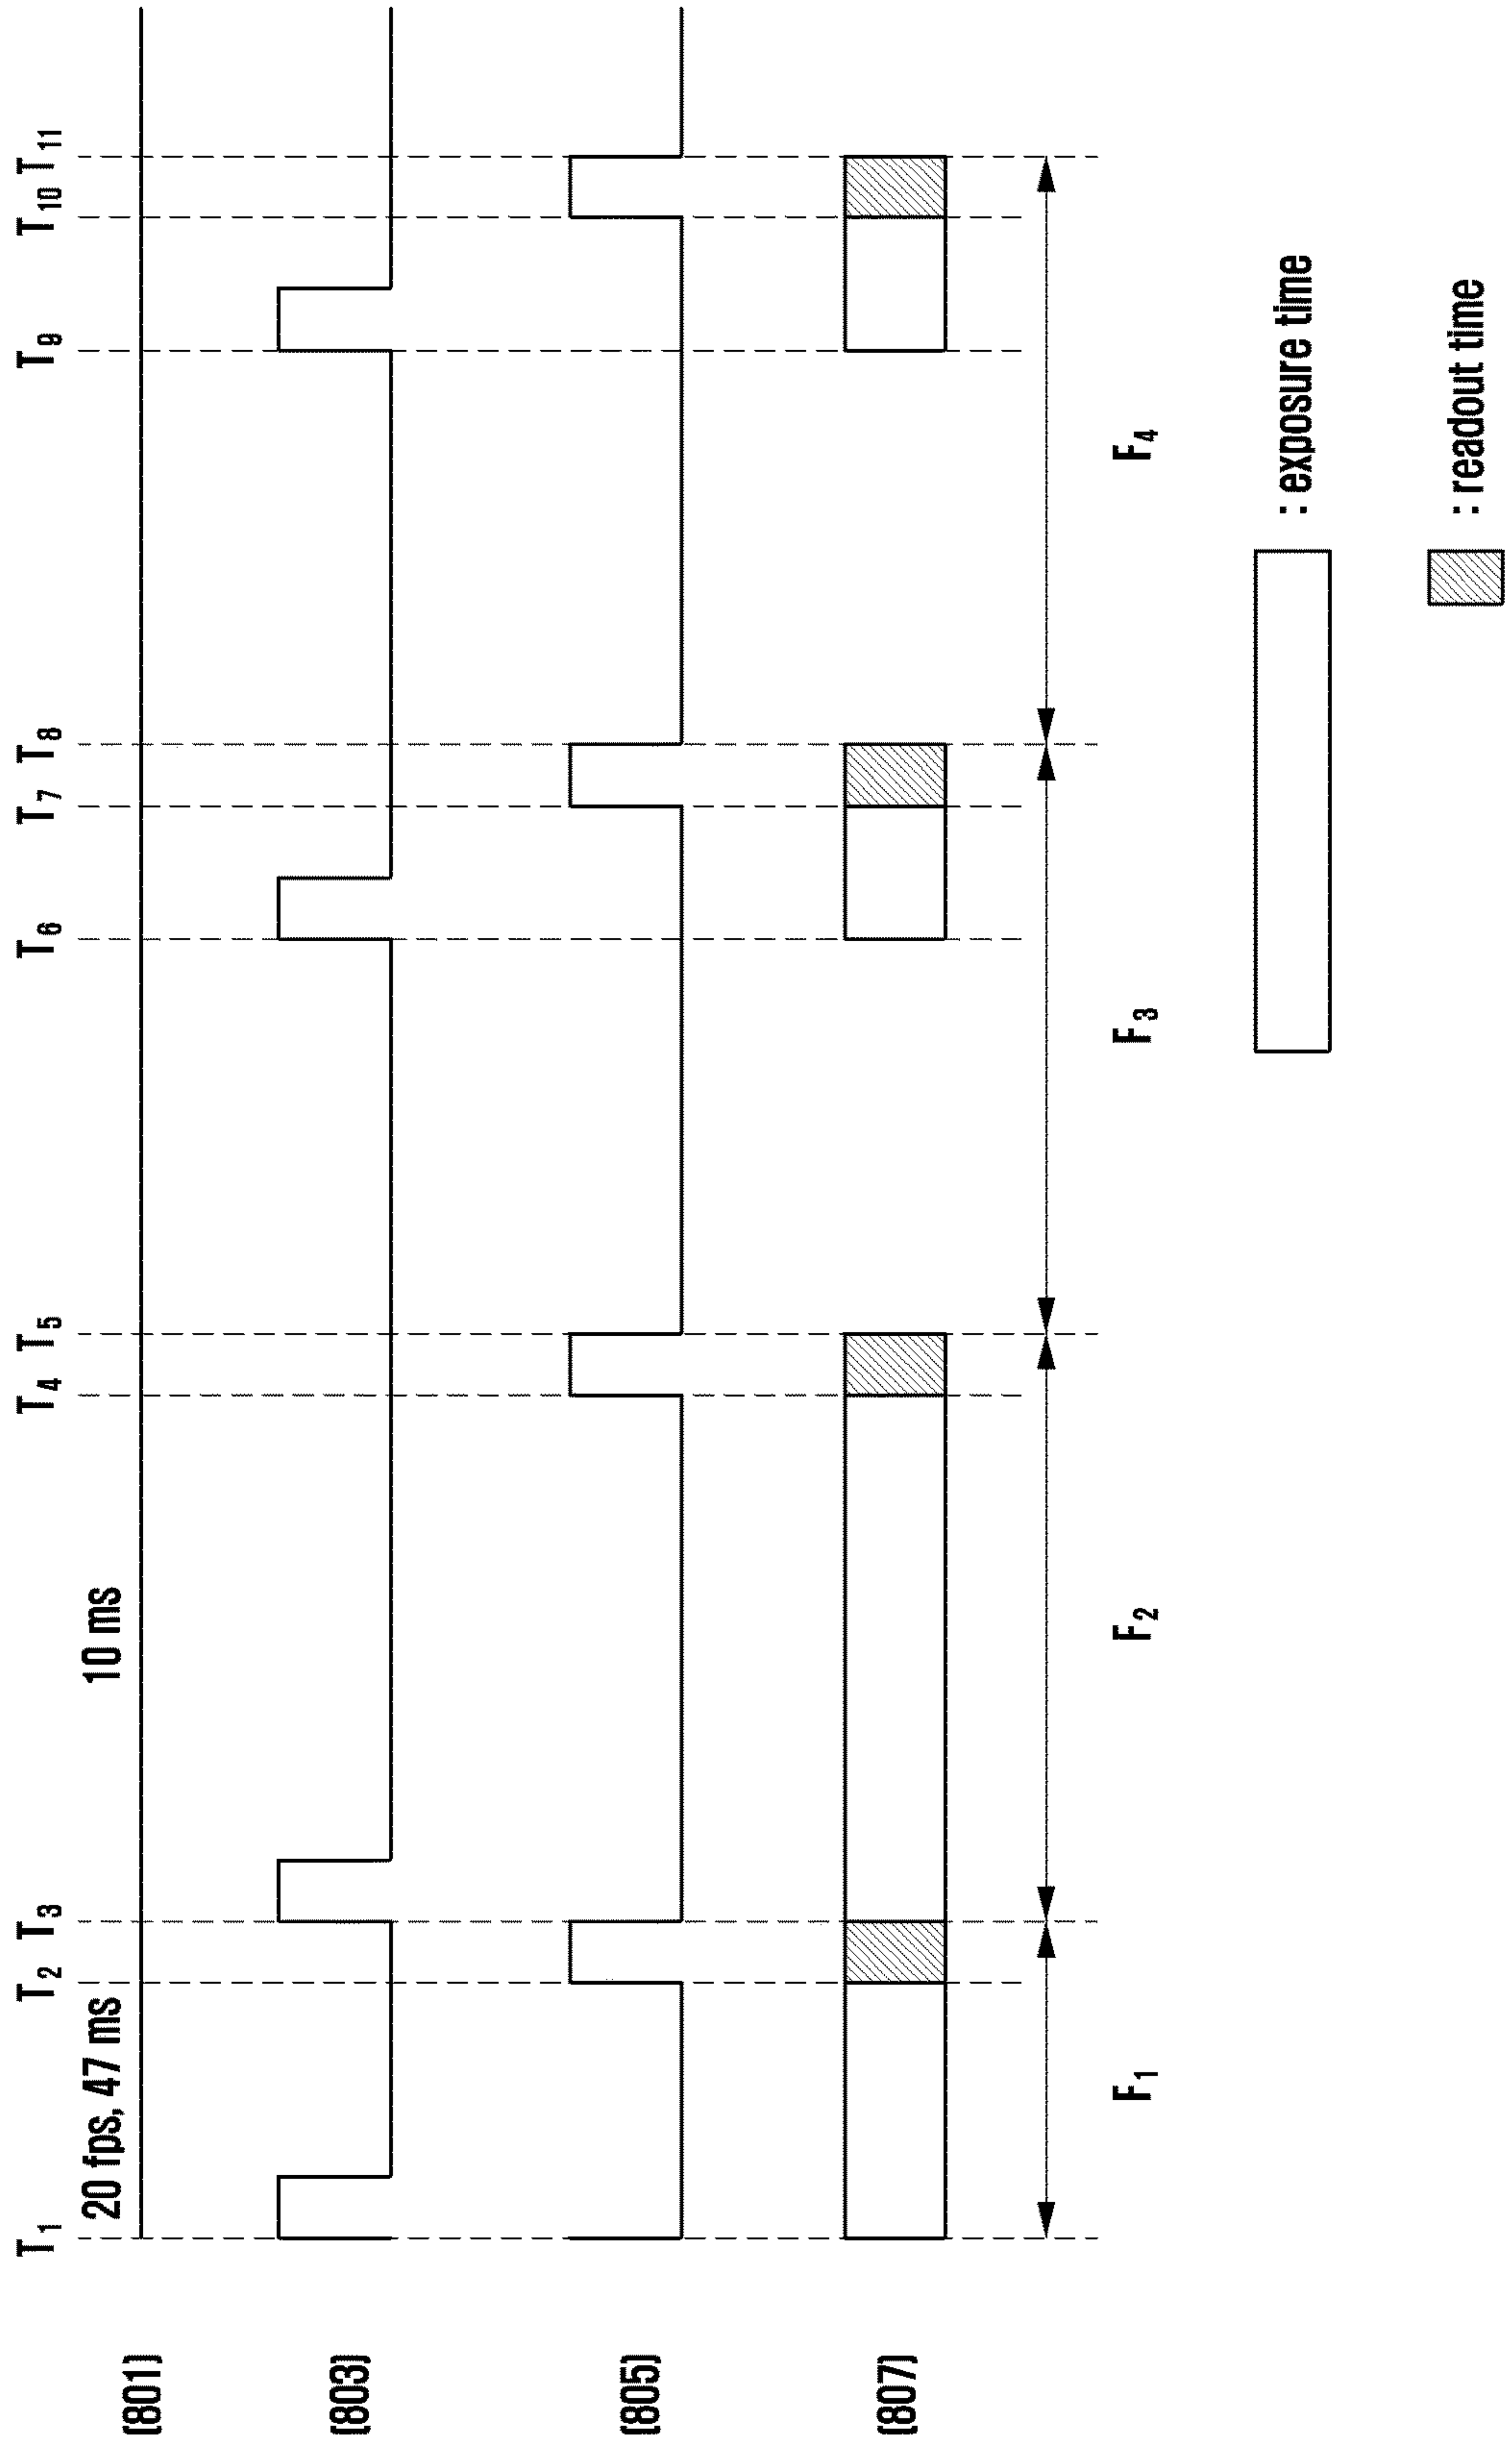 T1 T2 T3 T4 T5 T6 T7 T8 T9 T10 T11
20 fps, 47 ms 10 ms
(801)
(803)
(805)
(807)
F1 F2 F3 F4
: exposure time
: readout time